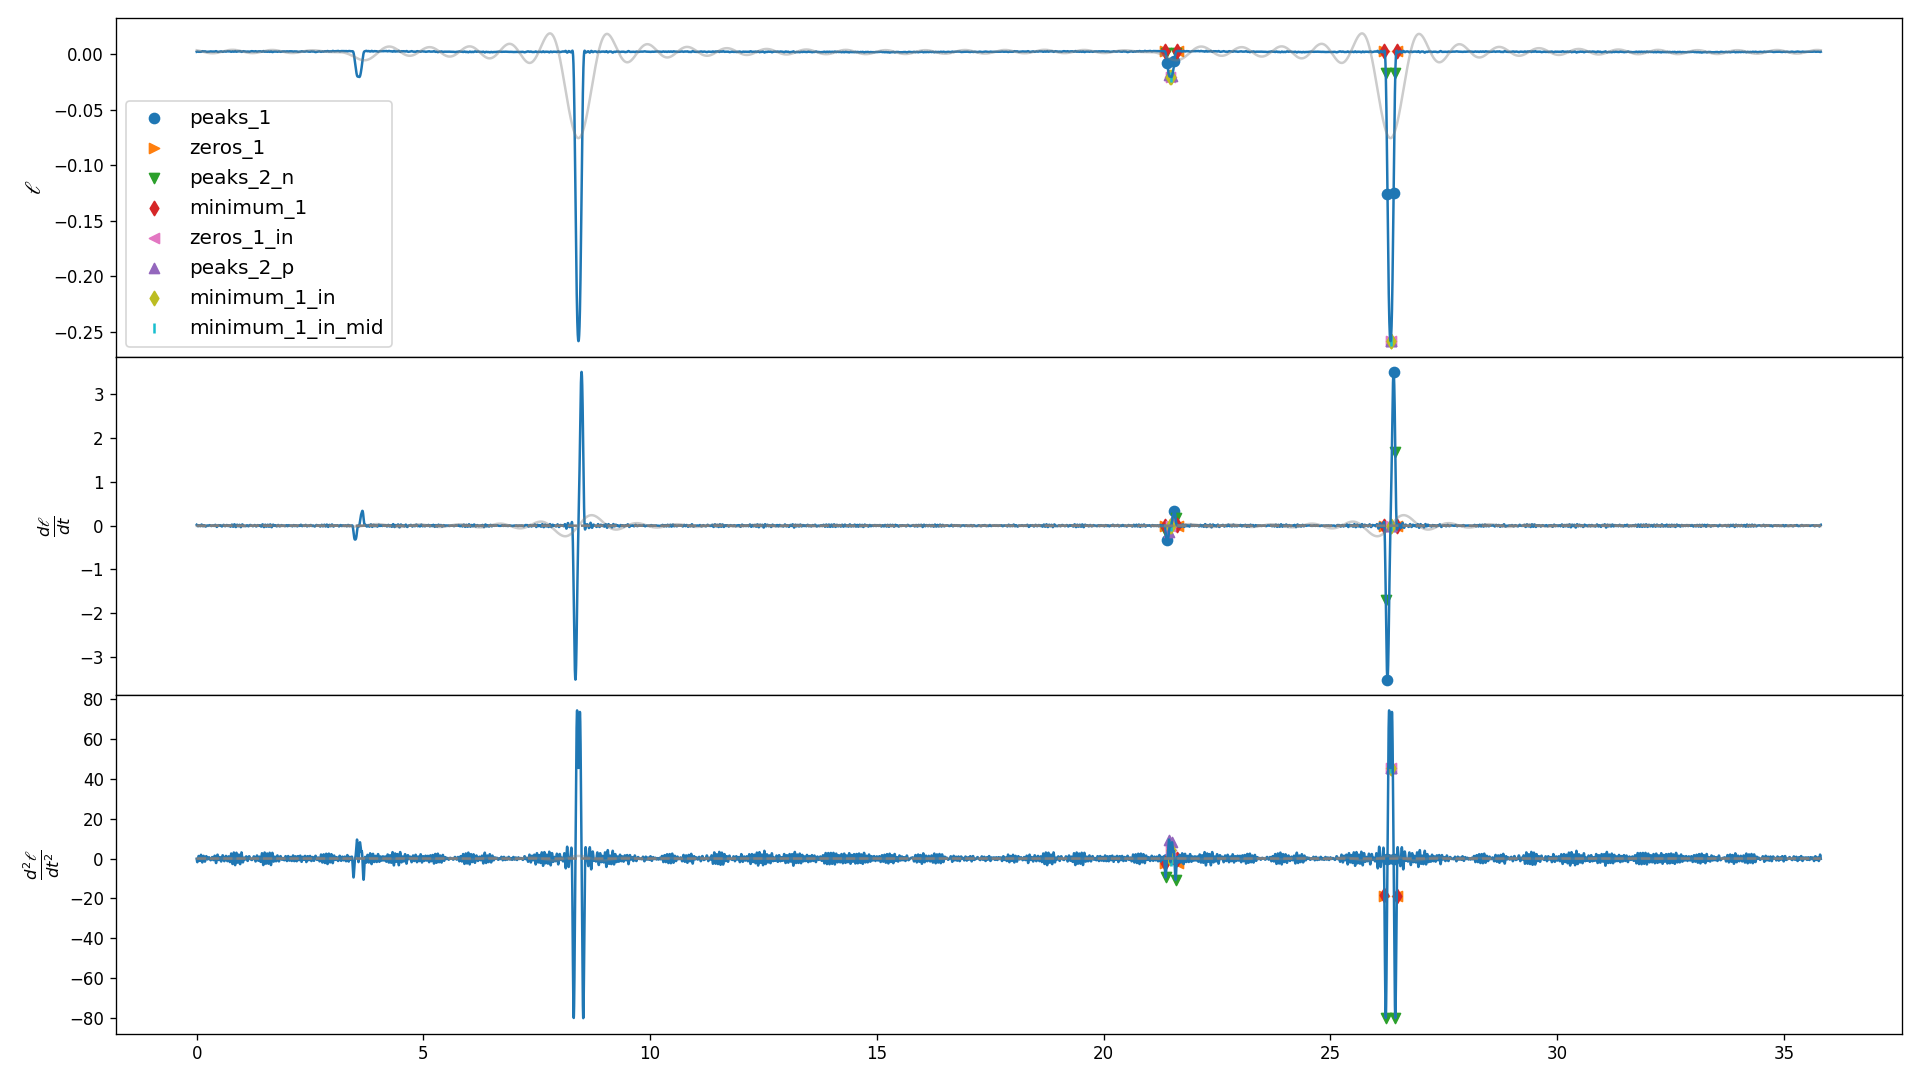 0.00
−0.05
−0.10
−0.15
−0.20
−0.25
ℓ
peaks_1
zeros_1
peaks_2_n
minimum_1
zeros_1_in
peaks_2_p
minimum_1_in
minimum_1_in_mid
3
2
1
0
−1
−2
−3
dℓ
dt
80
60
40
20
0
−20
−40
−60
−80
d²ℓ
dt²
0 5 10 15 20 25 30 35